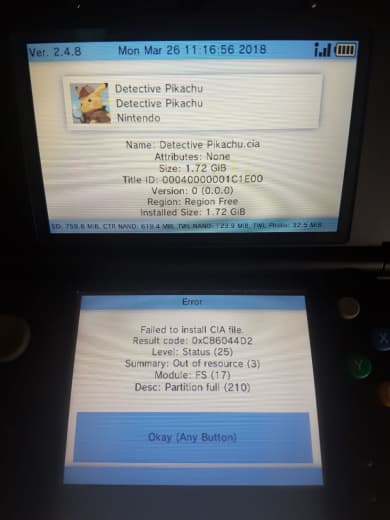 Ver. 2.4.8 Mon Mar 26 11:16:56 2018
Detective Pikachu
Detective Pikachu
Nintendo
Name: Detective Pikachu.cia
Attributes: None
Size: 1.72 GiB
Title ID: 00040000001C1E00
Version: 0 (0.0.0)
Region: Region Free
Installed Size: 1.72 GiB
SD: 759.6 MiB, CTR NAND: 619.4 MiB, TWL NAND: 123.9 MiB, TWL Photo: 32.5 MiB
Error
Failed to install CIA file.
Result code: 0xC86044D2
Level: Status (25)
Summary: Out of resource (3)
Module: FS (17)
Desc: Partition full (210)
Okay (Any Button)
X
Y